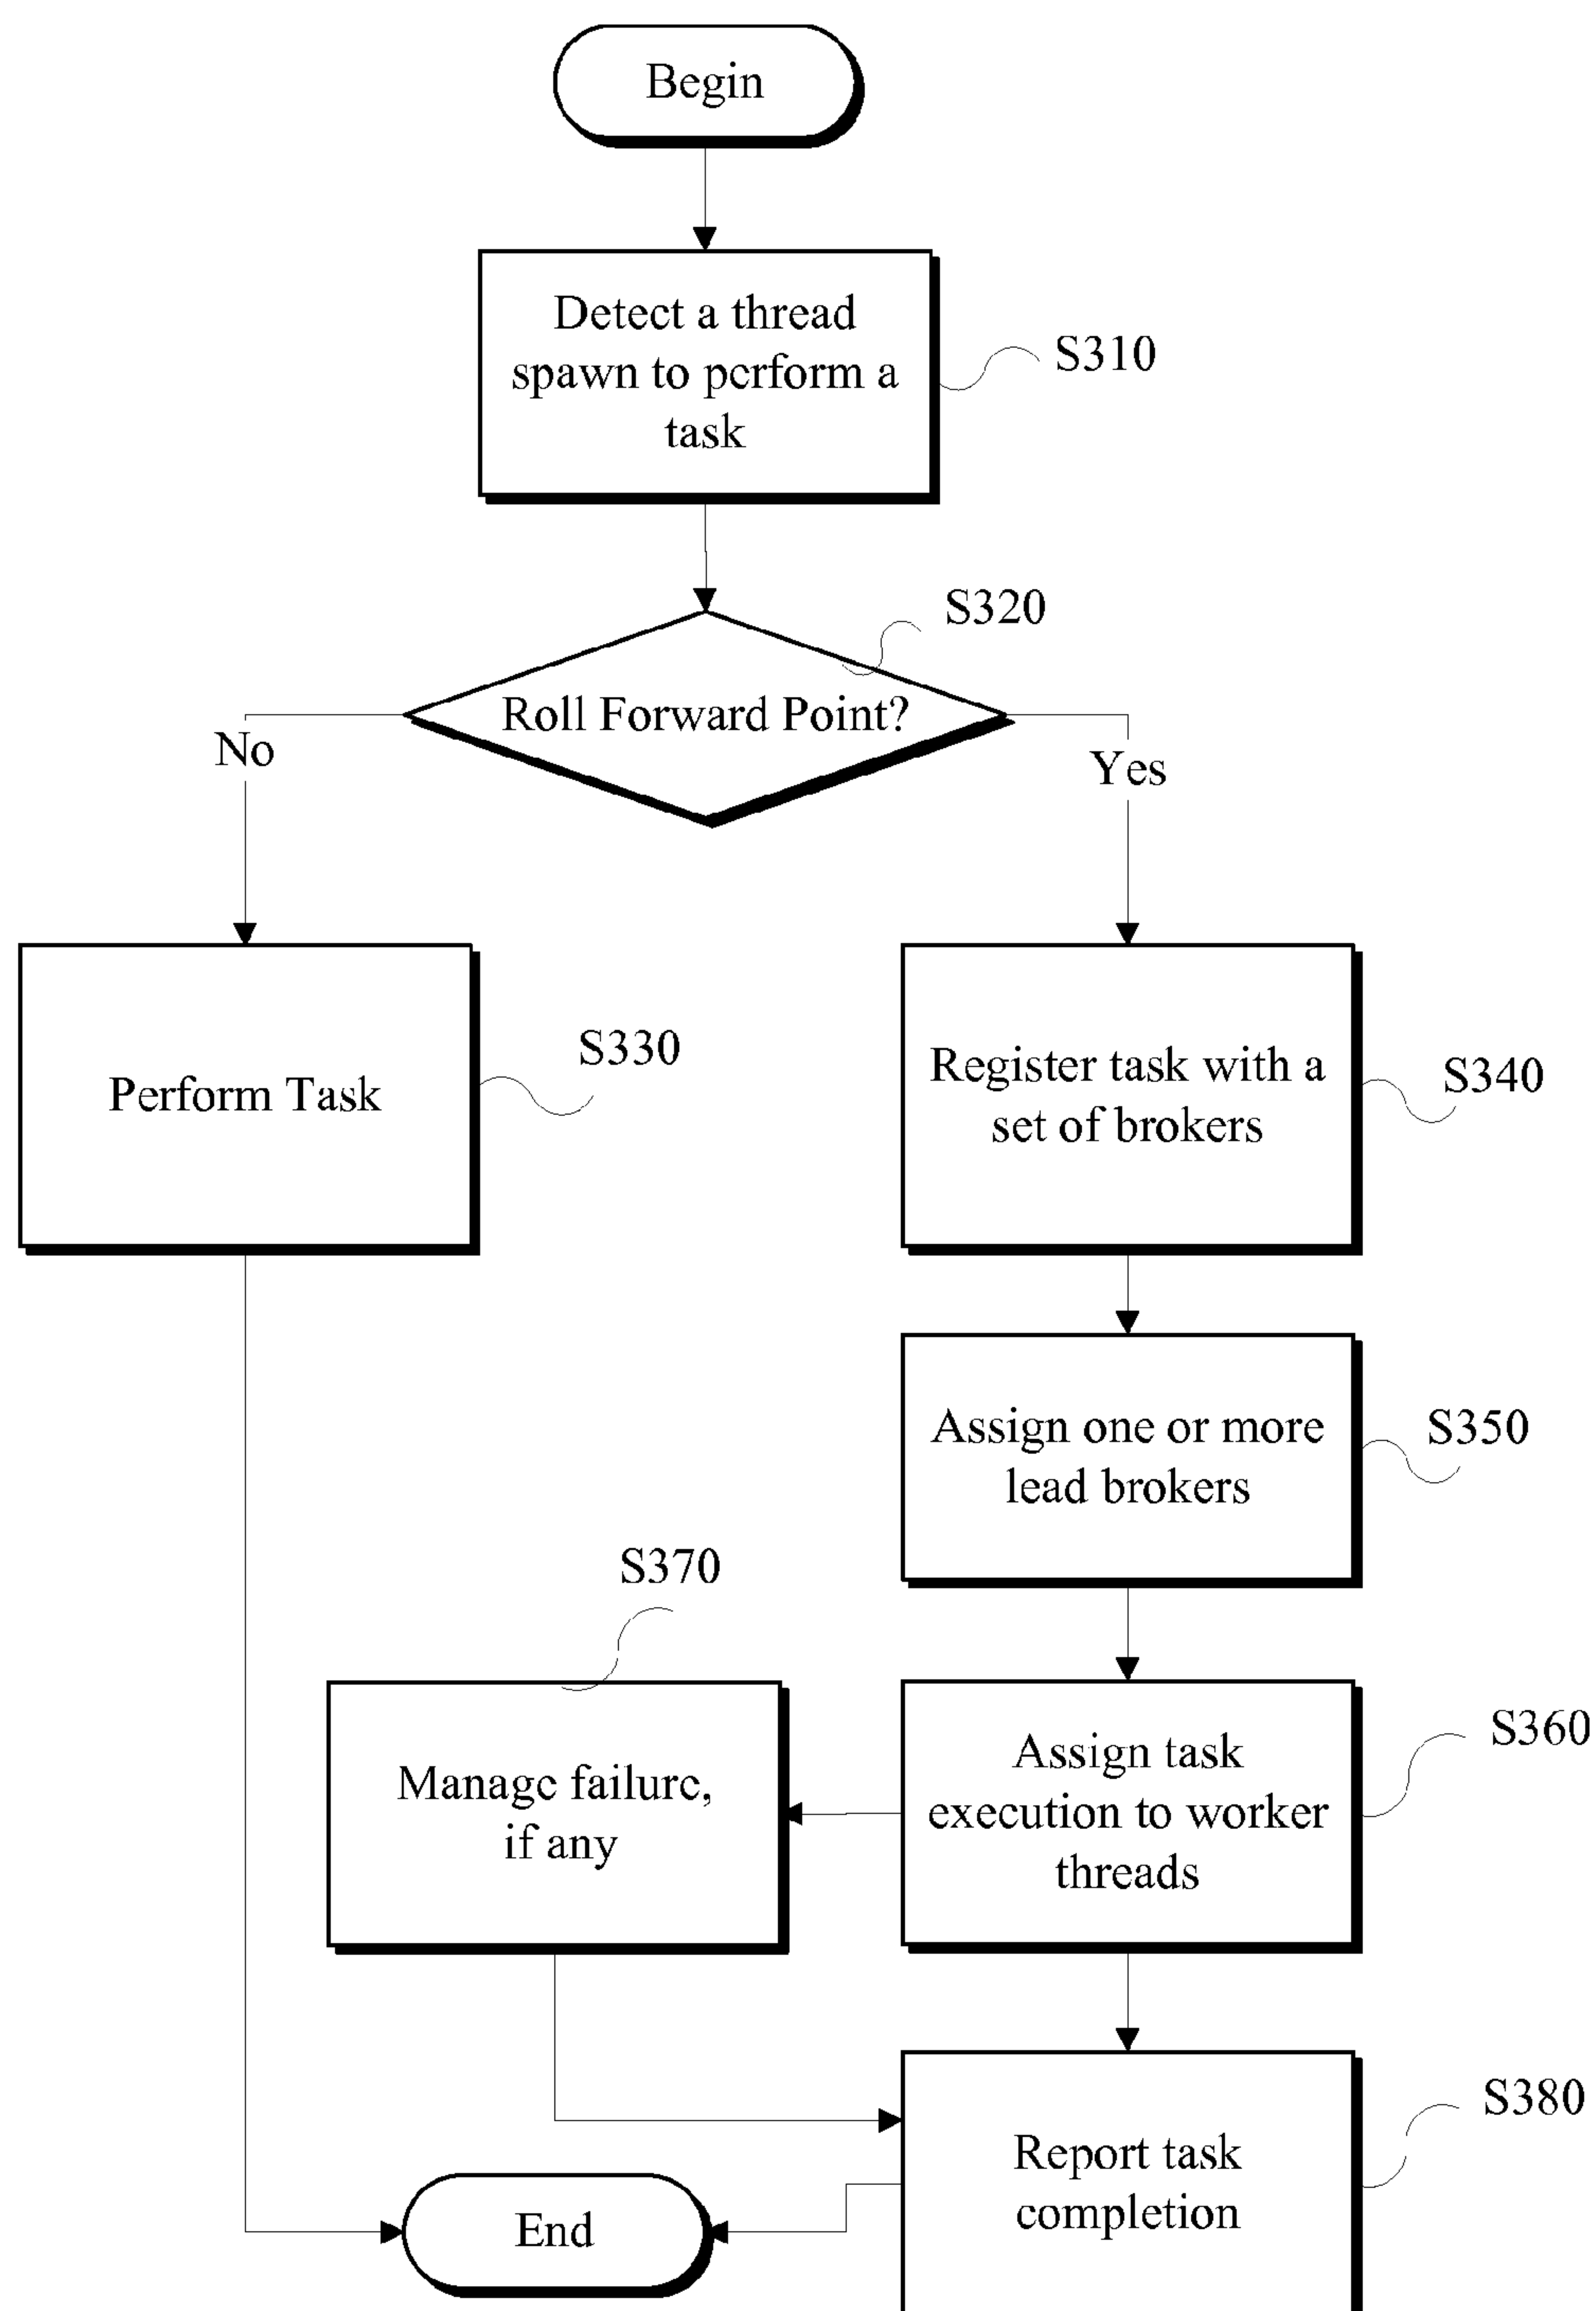 Begin
Detect a thread
spawn to perform a
task
S310
S320
Roll Forward Point?
No
Yes
Perform Task
S330
Register task with a
set of brokers
S340
Assign one or more
lead brokers
S350
S370
Manage failure,
if any
Assign task
execution to worker
threads
S360
Report task
completion
S380
End